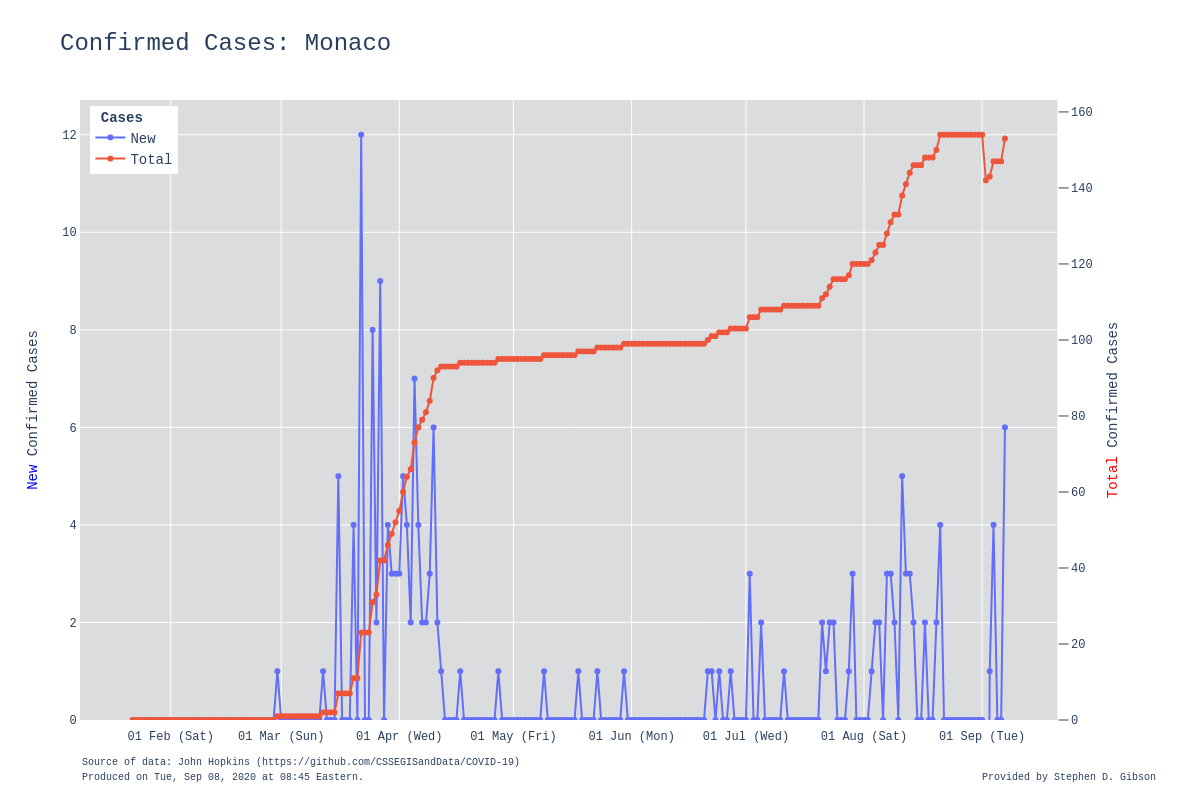 Confirmed Cases: Monaco
Cases
New
Total
12
10
8
6
4
2
0
160
140
120
100
80
60
40
20
0
New Confirmed Cases
Total Confirmed Cases
01 Feb (Sat)
01 Mar (Sun)
01 Apr (Wed)
01 May (Fri)
01 Jun (Mon)
01 Jul (Wed)
01 Aug (Sat)
01 Sep (Tue)
Source of data: John Hopkins (https://github.com/CSSEGISandData/COVID-19)
Produced on Tue, Sep 08, 2020 at 08:45 Eastern.
Provided by Stephen D. Gibson